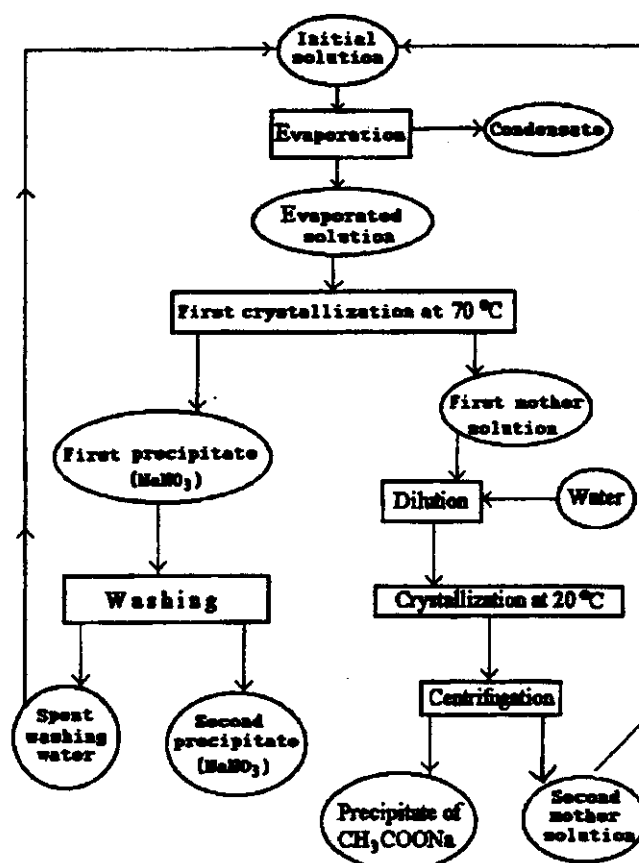 Initial
solution
Evaporation
Condensate
Evaporated
solution
First crystallization at 70 °C
First mother
solution
First precipitate
(NaNO₃)
Dilution
Water
Washing
Crystallization at 20 °C
Centrifugation
Spent
washing
water
Second
precipitate
(NaNO₃)
Precipitate of
CH₃COONa
Second
mother
solution